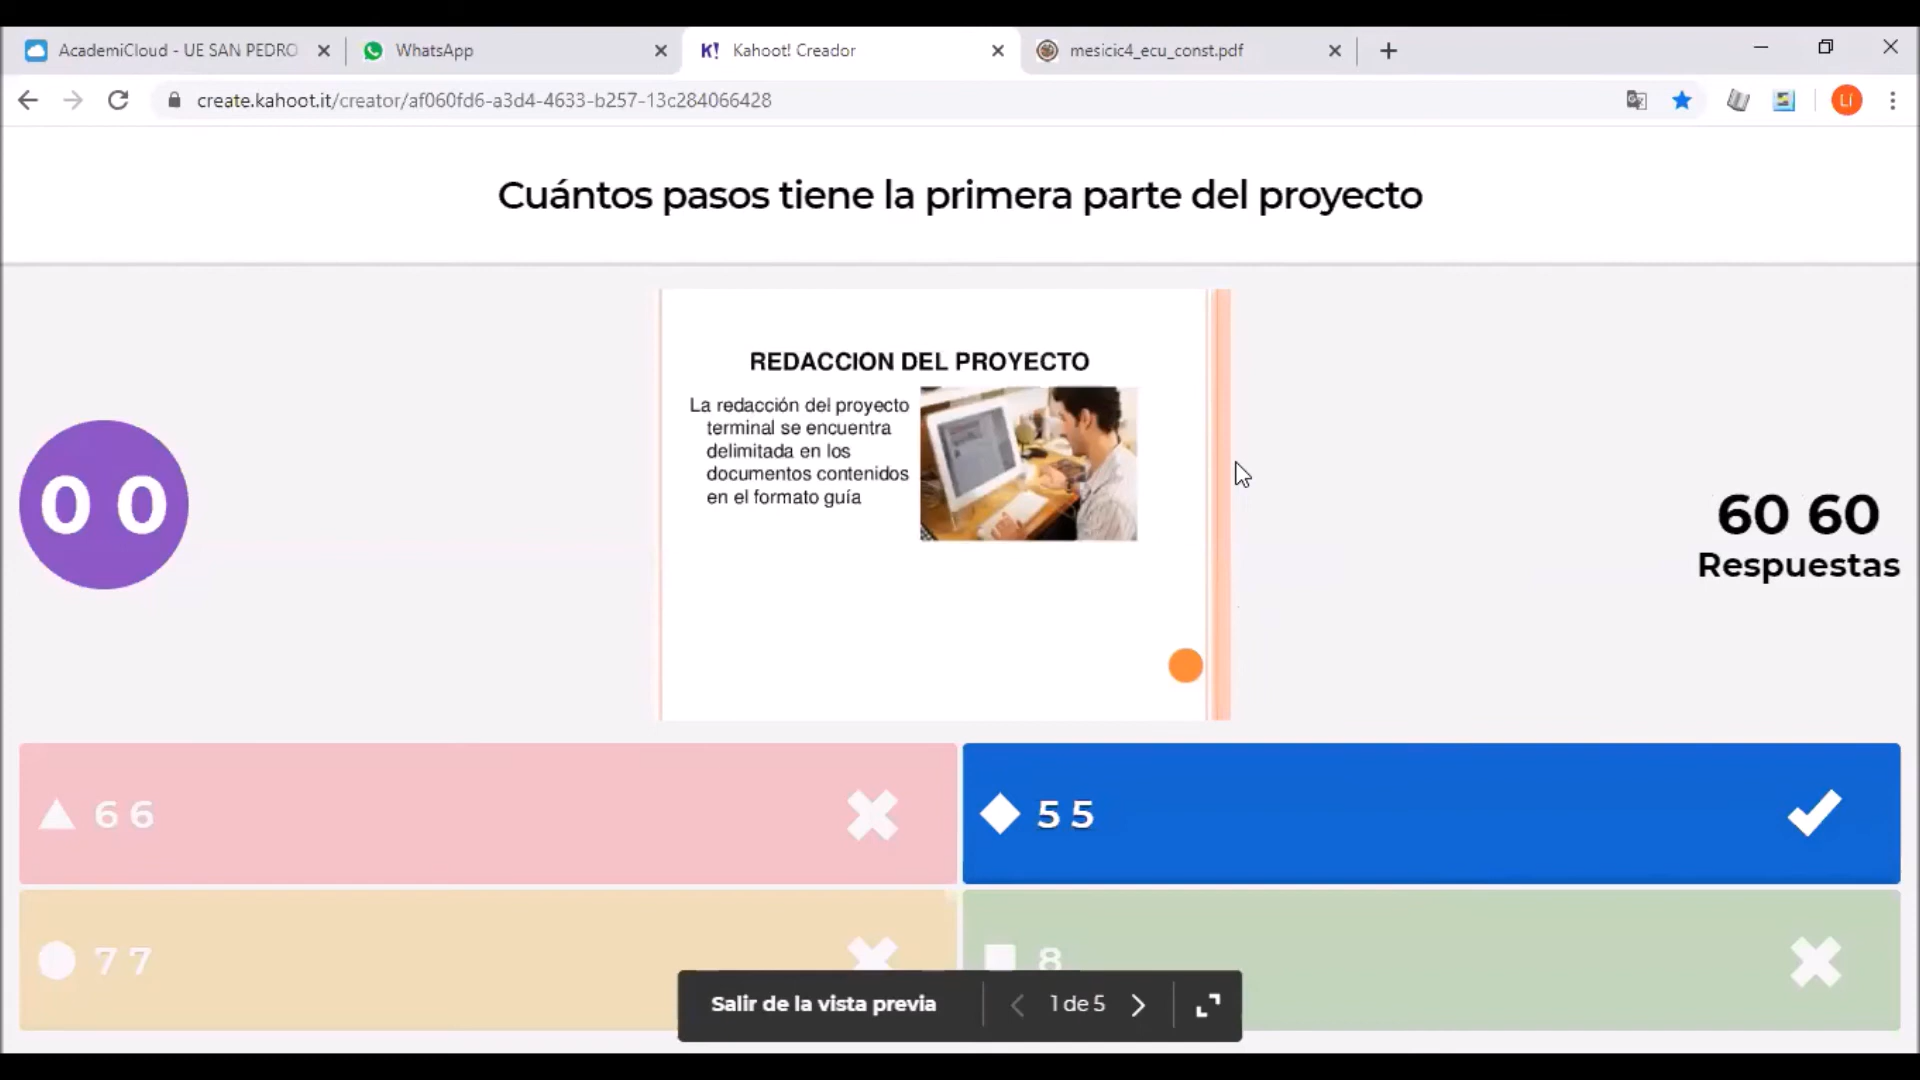 AcademiCloud - UE SAN PEDRO
WhatsApp
K! Kahoot! Creador
mesicic4_ecu_const.pdf
create.kahoot.it/creator/af060fd6-a3d4-4633-b257-13c284066428
Lí
Cuántos pasos tiene la primera parte del proyecto
REDACCION DEL PROYECTO
La redacción del proyecto
terminal se encuentra
delimitada en los
documentos contenidos
en el formato guía
0 0
60 60
Respuestas
6 6
5 5
7 7
8
Salir de la vista previa
1 de 5